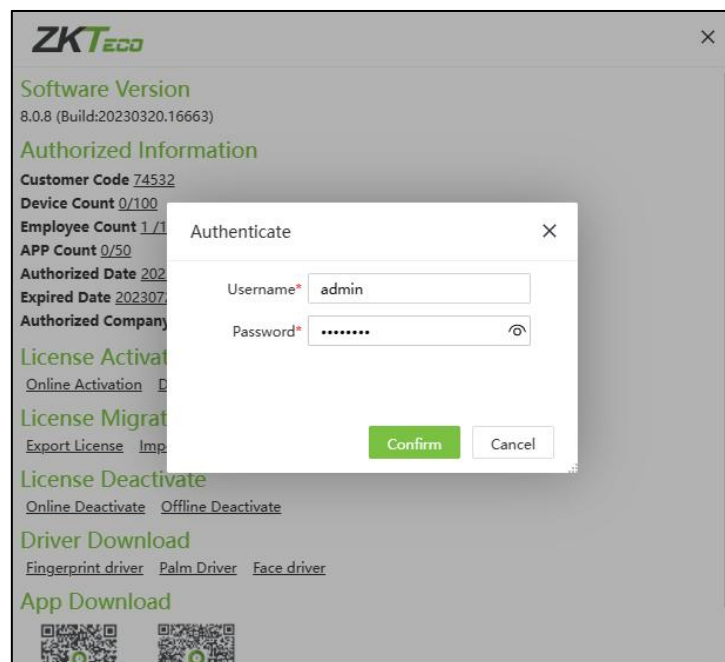 ZKTeco
Software Version
8.0.8 (Build:20230320.16663)
Authorized Information
Customer Code 74532
Device Count 0/100
Employee Count 1 /1
APP Count 0/50
Authorized Date 202
Expired Date 202307
Authorized Company
License Activat
Online Activation D
License Migrat
Export License Imp
License Deactivate
Online Deactivate Offline Deactivate
Driver Download
Fingerprint driver Palm Driver Face driver
App Download
Authenticate
Username* admin
Password* ••••••••
Confirm Cancel